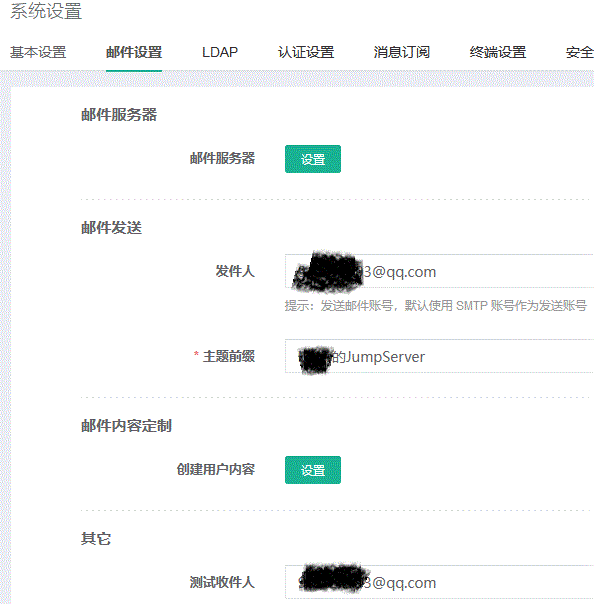 系统设置
基本设置 邮件设置 LDAP 认证设置 消息订阅 终端设置 安全
邮件服务器
邮件服务器 设置
邮件发送
发件人 3@qq.com
提示：发送邮件账号，默认使用 SMTP 账号作为发送账号
* 主题前缀 的JumpServer
邮件内容定制
创建用户内容 设置
其它
测试收件人 3@qq.com